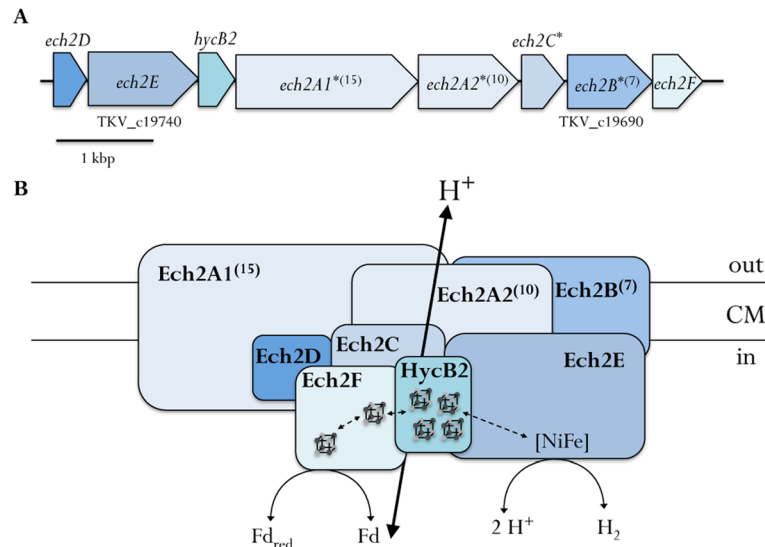 A
ech2D
hycB2
ech2C*
ech2E
ech2A1*(15)
ech2A2*(10)
ech2B*(7)
ech2F
TKV_c19740
TKV_c19690
1 kbp
B
H+
Ech2A1(15)
Ech2A2(10)
Ech2B(7)
out
CM
in
Ech2D
Ech2C
Ech2E
Ech2F
HycB2
[NiFe]
Fdred
Fd
2 H+
H2